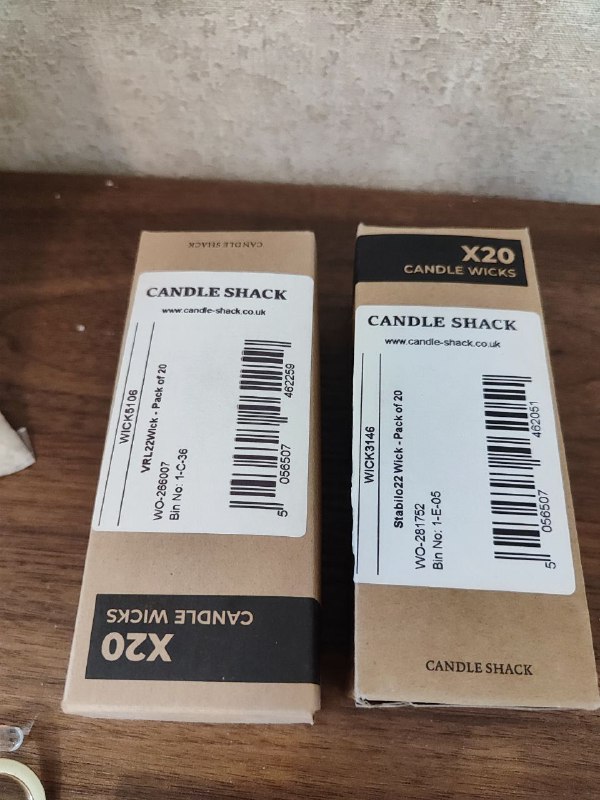 CANDLE SHACK
CANDLE SHACK
www.candle-shack.co.uk
WICK5106
VRL22Wick - Pack of 20
WO-266007
Bin No: 1-C-36
5 056507 462259
CANDLE WICKS
X20
X20
CANDLE WICKS
CANDLE SHACK
www.candle-shack.co.uk
WICK3146
Stabilo22 Wick - Pack of 20
WO-281752
Bin No: 1-E-05
5 056507 462051
CANDLE SHACK